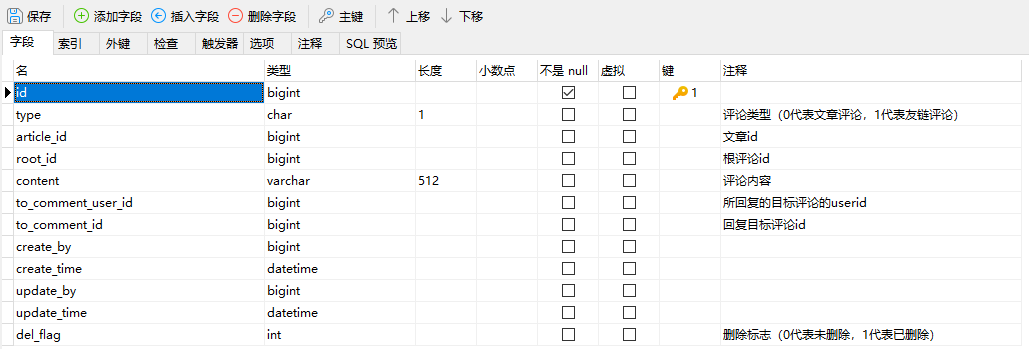 保存 添加字段 插入字段 删除字段 主键 上移 下移
字段 索引 外键 检查 触发器 选项 注释 SQL 预览
名 类型 长度 小数点 不是 null 虚拟 键 注释
id bigint 1
type char 1 评论类型（0代表文章评论，1代表友链评论）
article_id bigint 文章id
root_id bigint 根评论id
content varchar 512 评论内容
to_comment_user_id bigint 所回复的目标评论的userid
to_comment_id bigint 回复目标评论id
create_by bigint
create_time datetime
update_by bigint
update_time datetime
del_flag int 删除标志（0代表未删除，1代表已删除）